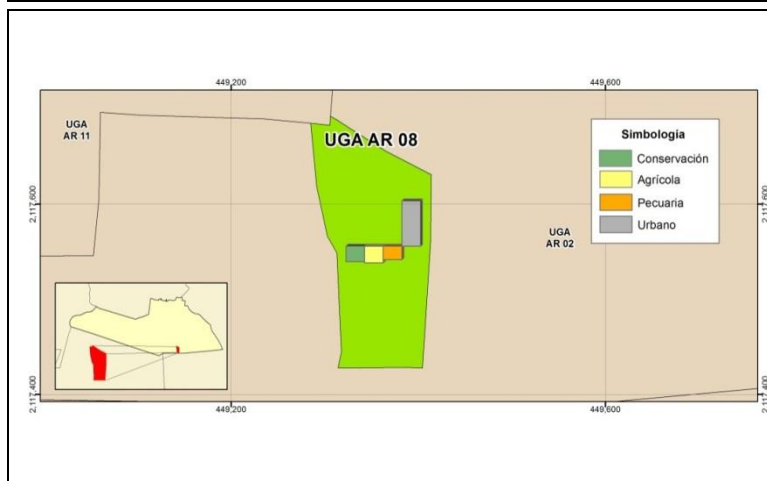 449,200
449,600
UGA
AR 11
UGA AR 08
Simbología
Conservación
Agrícola
Pecuaria
Urbano
2,117,600
2,117,600
UGA
AR 02
2,117,400
2,117,400
449,200
449,600